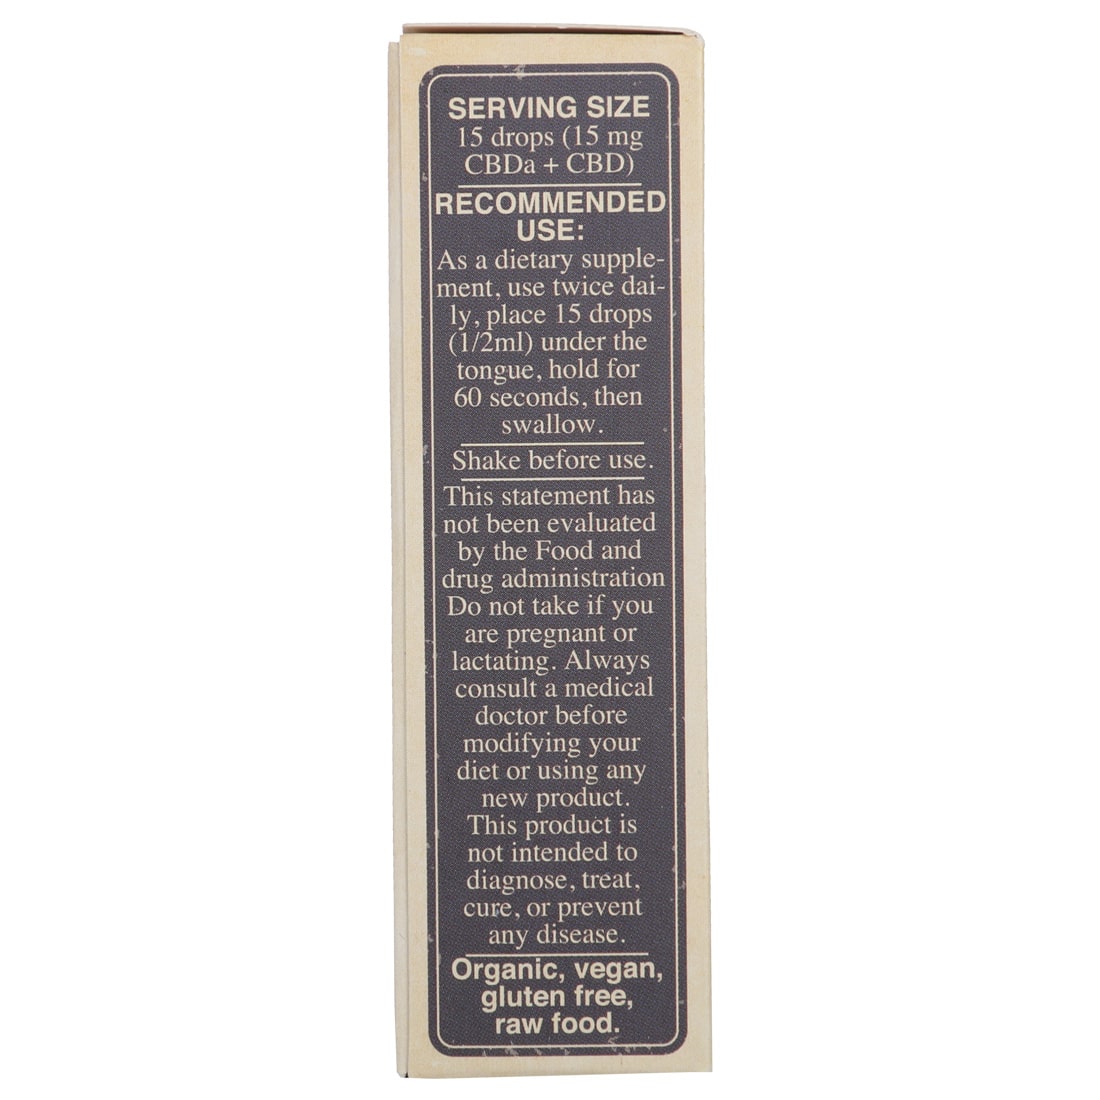 SERVING SIZE
15 drops (15 mg
CBDa + CBD)
RECOMMENDED
USE:
As a dietary supple-
ment, use twice dai-
ly, place 15 drops
(1/2ml) under the
tongue, hold for
60 seconds, then
swallow.
Shake before use.
This statement has
not been evaluated
by the Food and
drug administration
Do not take if you
are pregnant or
lactating. Always
consult a medical
doctor before
modifying your
diet or using any
new product.
This product is
not intended to
diagnose, treat,
cure, or prevent
any disease.
Organic, vegan,
gluten free,
raw food.